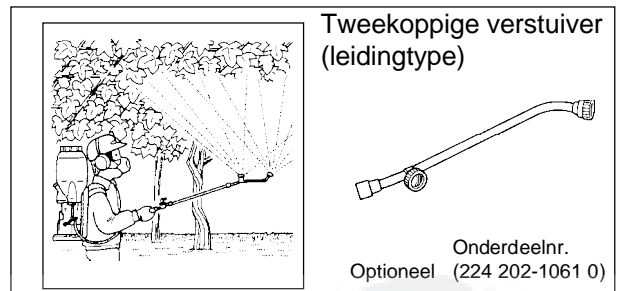 Tweekoppige verstuiver
(leidingtype)
Onderdeelnr.
Optioneel (224 202-1061 0)